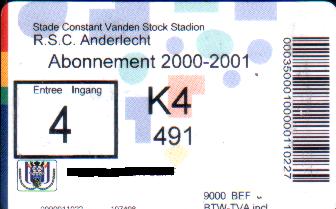 Stade Constant Vanden Stock Stadion
R.S.C. Anderlecht
Abonnement 2000-2001
Entree Ingang
4
K4
491
00035000100000110227
9000 BEF
BTW-TVA incl